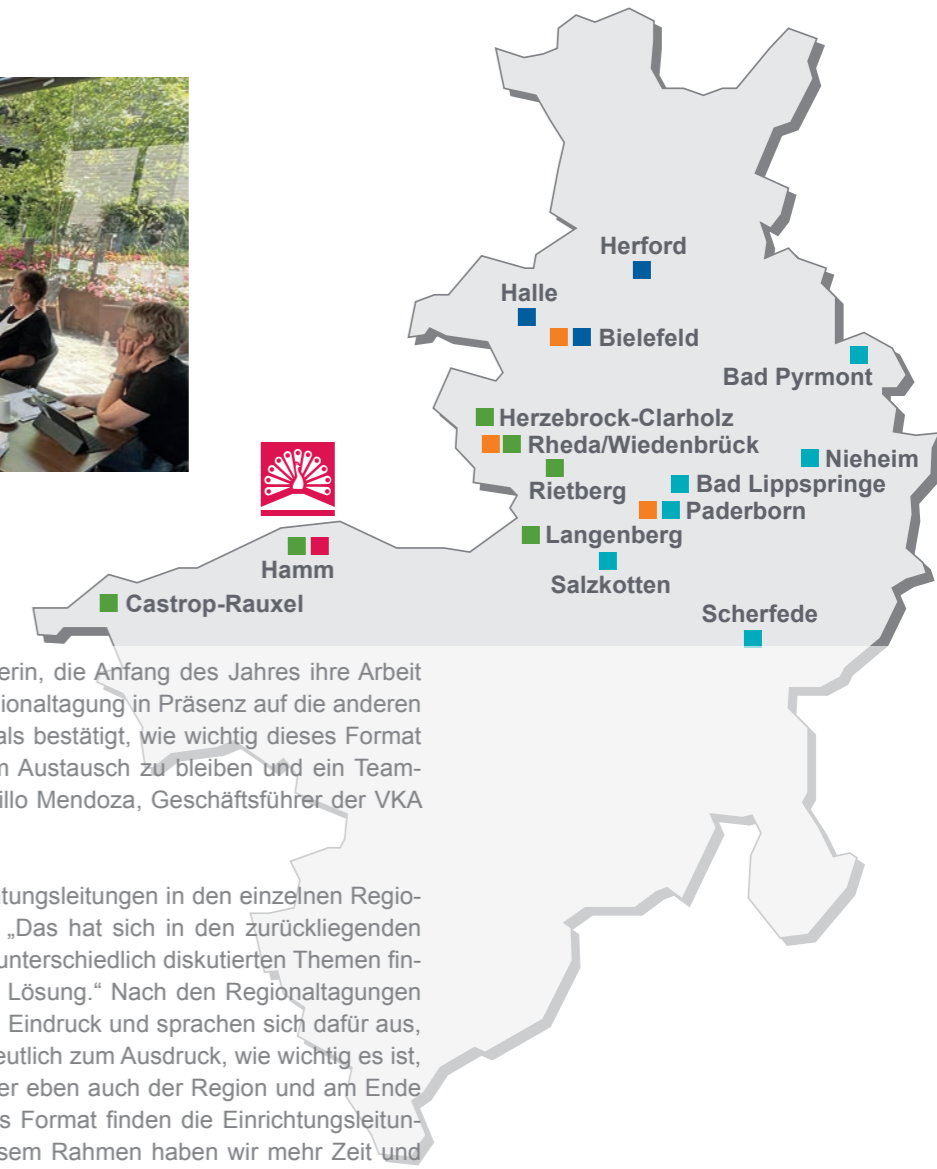 Herford
Halle
Bielefeld
Bad Pyrmont
Herzebrock-Clarholz
Rheda/Wiedenbrück
Nieheim
Rietberg
Bad Lippspringe
Paderborn
Langenberg
Hamm
Salzkotten
Castrop-Rauxel
Scherfede
erin, die Anfang des Jahres ihre Arbeit
gionaltagung in Präsenz auf die anderen
als bestätigt, wie wichtig dieses Format
m Austausch zu bleiben und ein Team-
illo Mendoza, Geschäftsführer der VKA
htungsleitungen in den einzelnen Regio-
„Das hat sich in den zurückliegenden
unterschiedlich diskutierten Themen fin-
Lösung.“ Nach den Regionaltagungen
Eindruck und sprachen sich dafür aus,
eutlich zum Ausdruck, wie wichtig es ist,
er eben auch der Region und am Ende
s Format finden die Einrichtungsleitun-
sem Rahmen haben wir mehr Zeit und